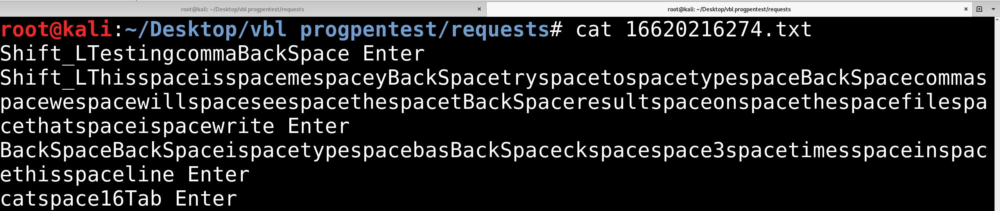 root@kali: ~/Desktop/vbl progpentest/requests × root@kali: ~/Desktop/vbl progpentest/requests ×
root@kali:~/Desktop/vbl progpentest/requests# cat 16620216274.txt
Shift_LTestingcommaBackSpace Enter
Shift_LThisspaceisspacemespaceyBackSpacetryspacetospacetypespaceBackSpacecommas
pacewespacewillspaceseespacethespacetBackSpaceresultspaceonspacethespacefilespa
cethatspaceispacewrite Enter
BackSpaceBackSpaceispacetypespacebasBackSpaceckspacespace3spacetimesspaceinspac
ethisspaceline Enter
catspace16Tab Enter